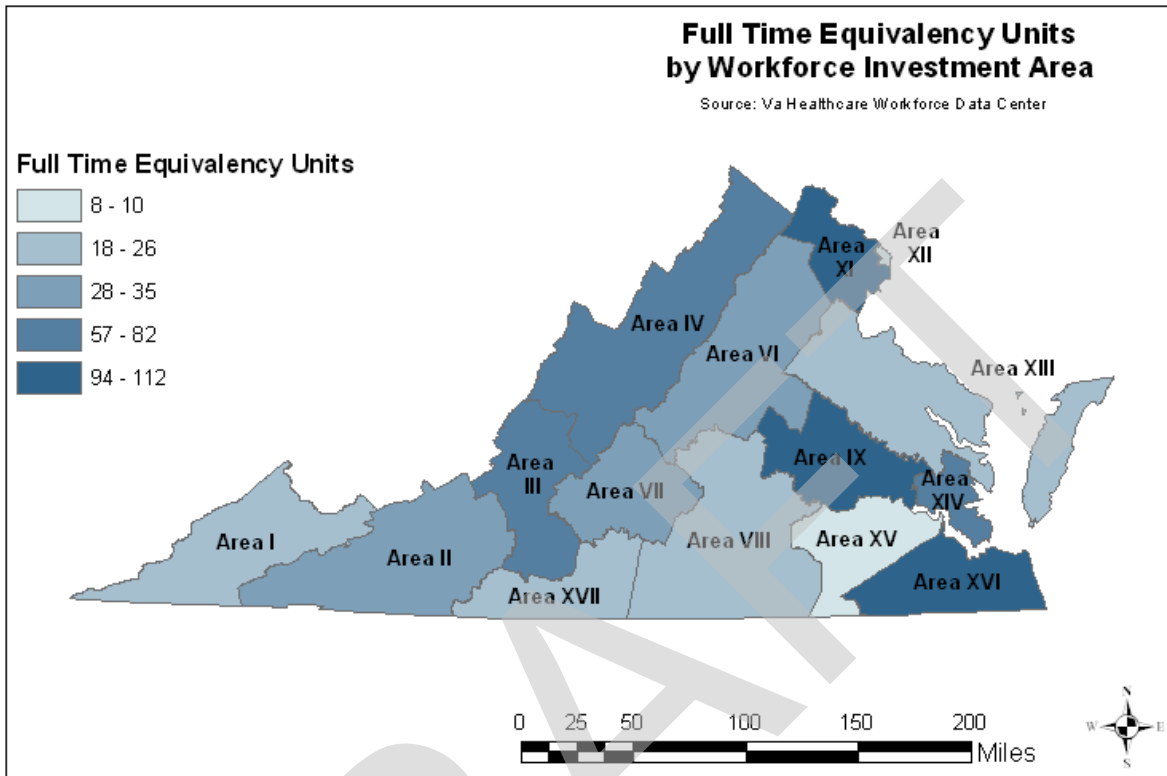 Full Time Equivalency Units
by Workforce Investment Area
Source: Va Healthcare Workforce Data Center
Full Time Equivalency Units
8 - 10
18 - 26
28 - 35
57 - 82
94 - 112
Area
XII
Area
XI
Area IV
Area VI
Area XIII
Area
III
Area IX
Area VII
Area
XIV
Area I
Area II
Area VIII
Area XV
Area XVII
Area XVI
0 25 50 100 150 200
Miles
N
W E
S
DRAFT